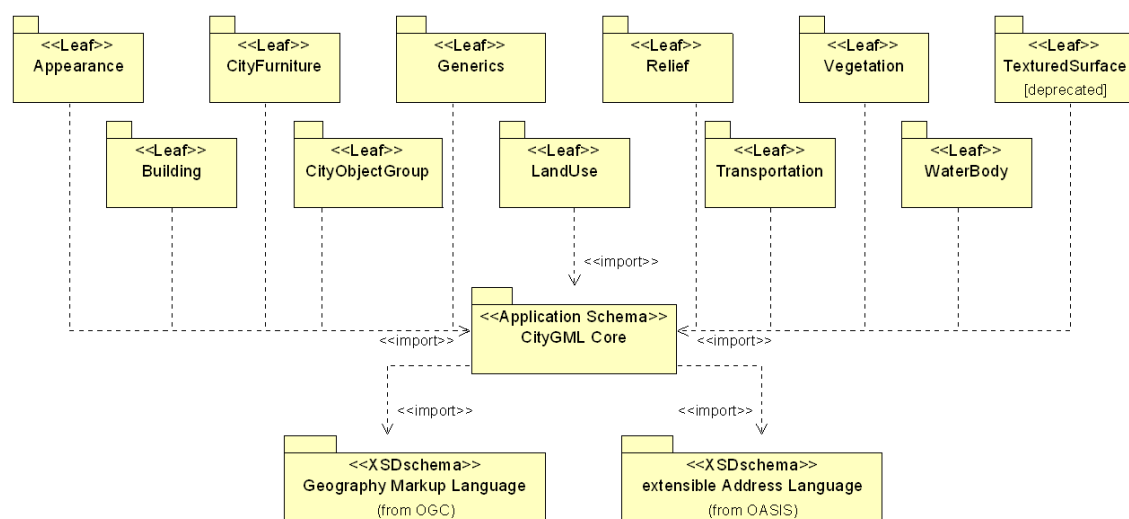 <<Leaf>>
Appearance
<<Leaf>>
CityFurniture
<<Leaf>>
Generics
<<Leaf>>
Relief
<<Leaf>>
Vegetation
<<Leaf>>
TexturedSurface
[deprecated]
<<Leaf>>
Building
<<Leaf>>
CityObjectGroup
<<Leaf>>
LandUse
<<Leaf>>
Transportation
<<Leaf>>
WaterBody
<<import>>
<<Application Schema>>
CityGML Core
<<import>>
<<import>>
<<import>>
<<import>>
<<XSDschema>>
Geography Markup Language
(from OGC)
<<XSDschema>>
extensible Address Language
(from OASIS)